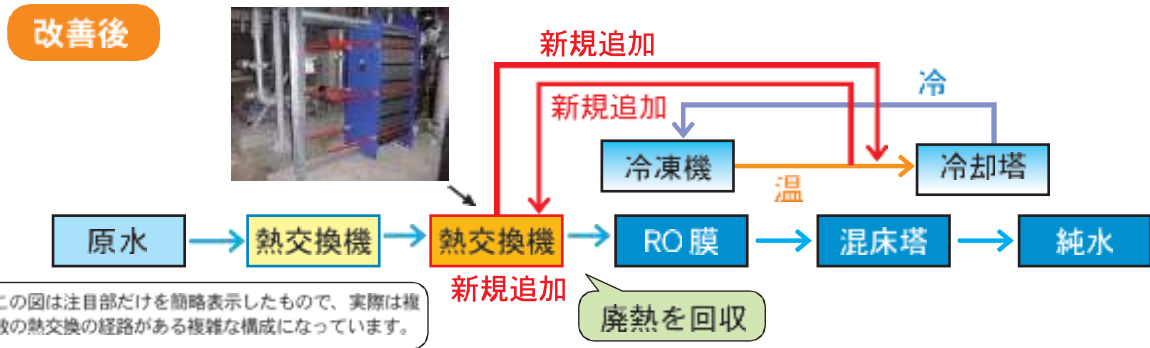 改善後
新規追加
新規追加
冷
冷凍機
温
冷却塔
原水
熱交換機
熱交換機
RO膜
混床塔
純水
新規追加
廃熱を回収
この図は注目部だけを簡略表示したもので、実際は複
数の熱交換の経路がある複雑な構成になっています。